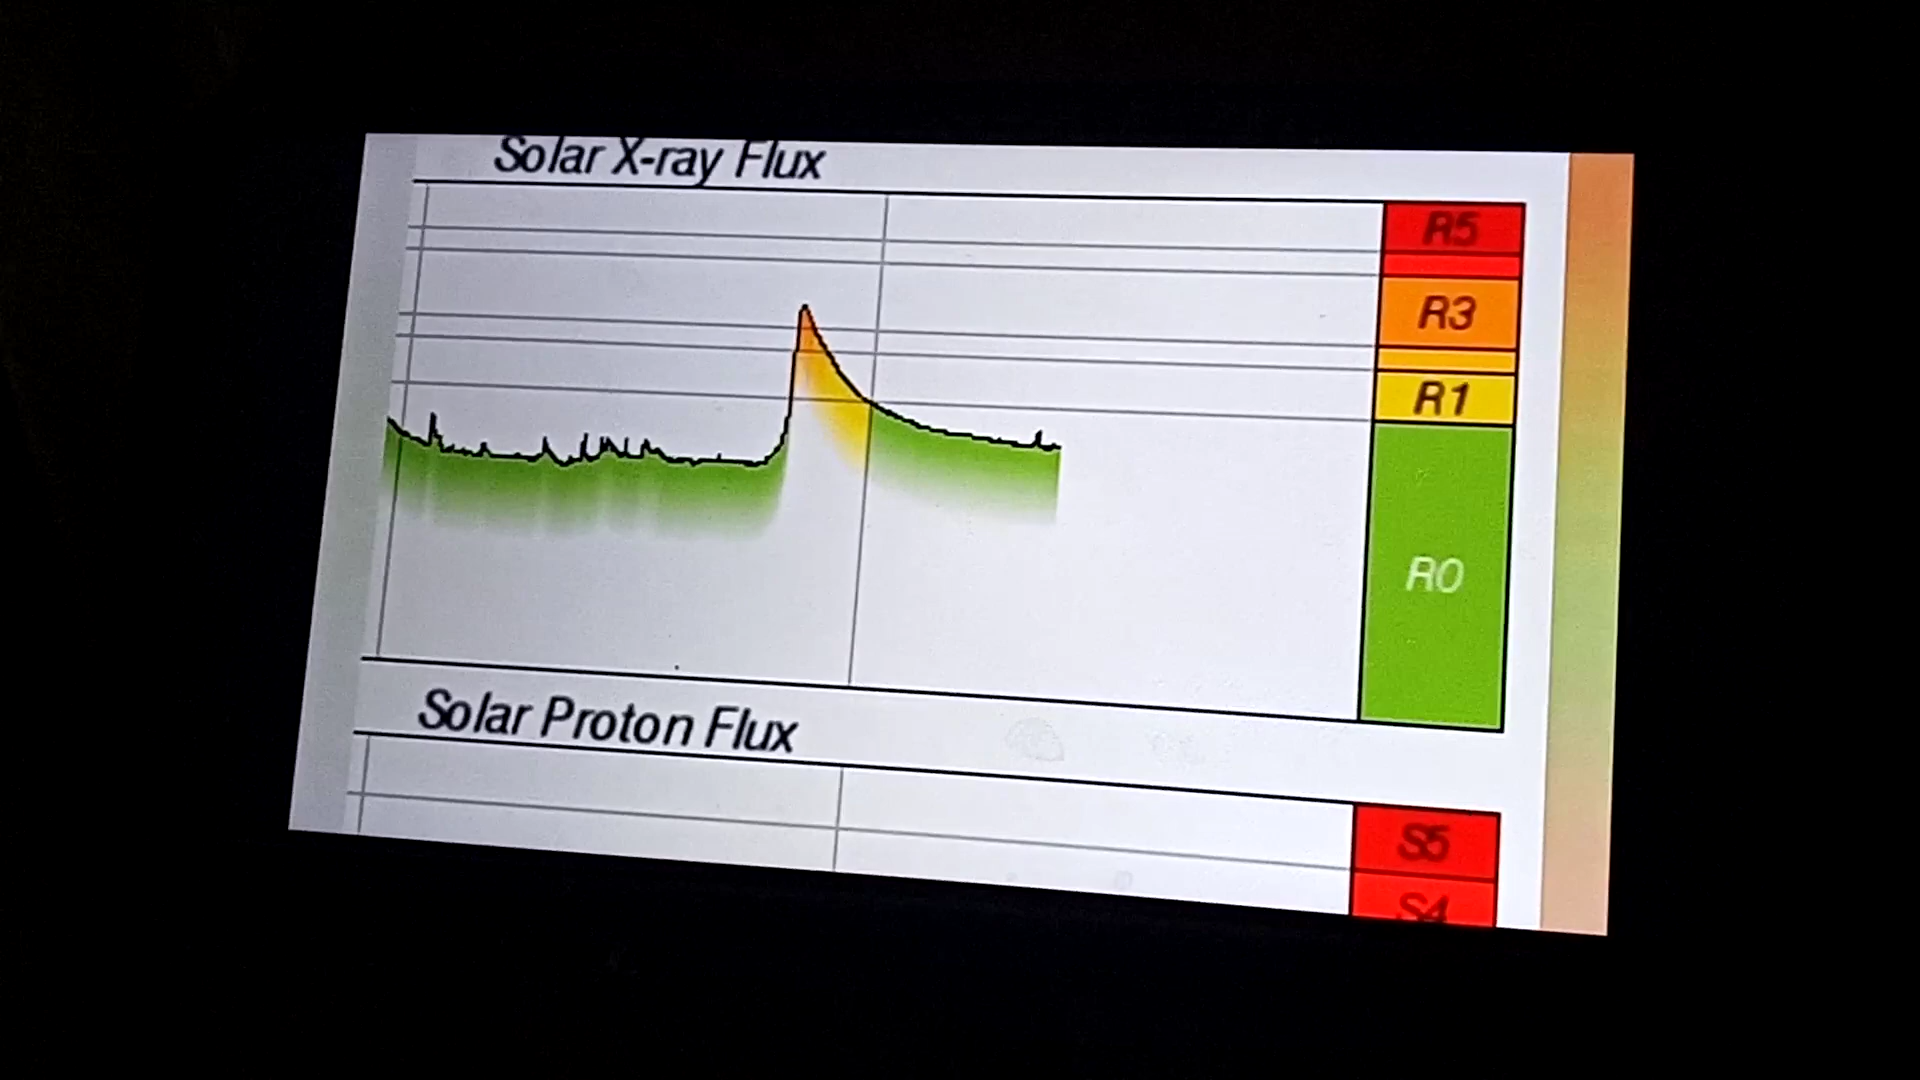 Solar X-ray Flux
R5
R3
R1
R0
Solar Proton Flux
S5
S4